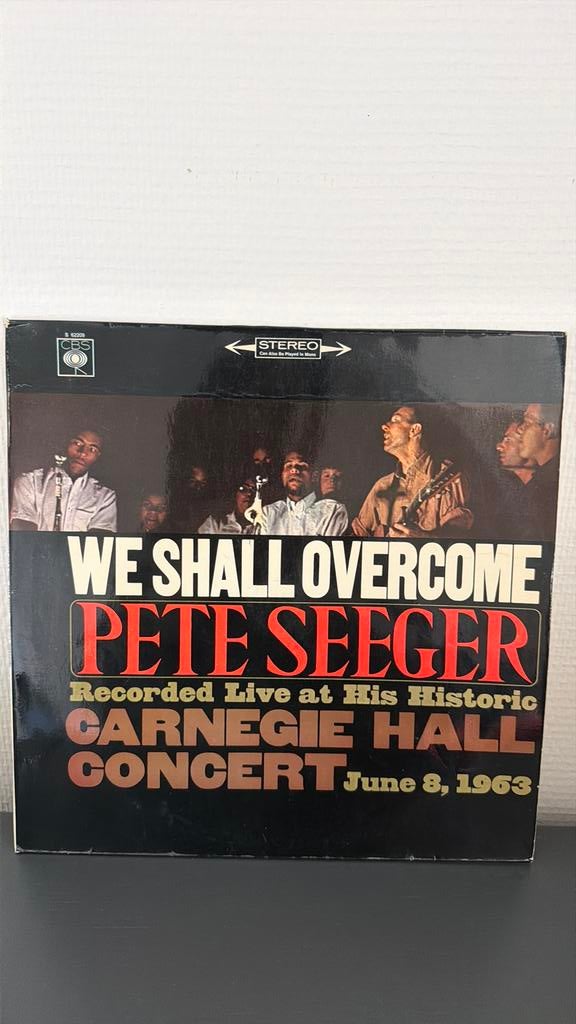 S 62209
CBS
STEREO
Can Also Be Played In Mono
WE SHALL OVERCOME
PETE SEEGER
Recorded Live at His Historic
CARNEGIE HALL
CONCERT June 8, 1963